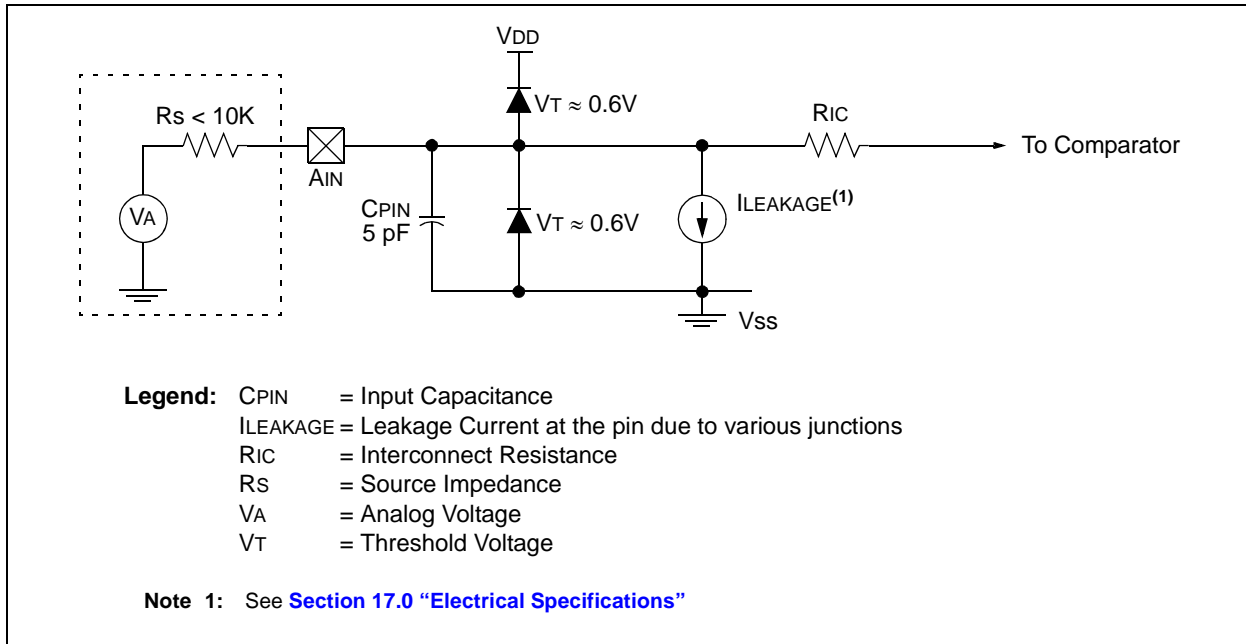 VDD
VT ≈ 0.6V
RS < 10K
RIC
To Comparator
AIN
VA
CPIN
5 pF
VT ≈ 0.6V
ILEAKAGE(1)
VSS
Legend: CPIN = Input Capacitance
ILEAKAGE = Leakage Current at the pin due to various junctions
RIC = Interconnect Resistance
RS = Source Impedance
VA = Analog Voltage
VT = Threshold Voltage
Note 1: See Section 17.0 “Electrical Specifications”